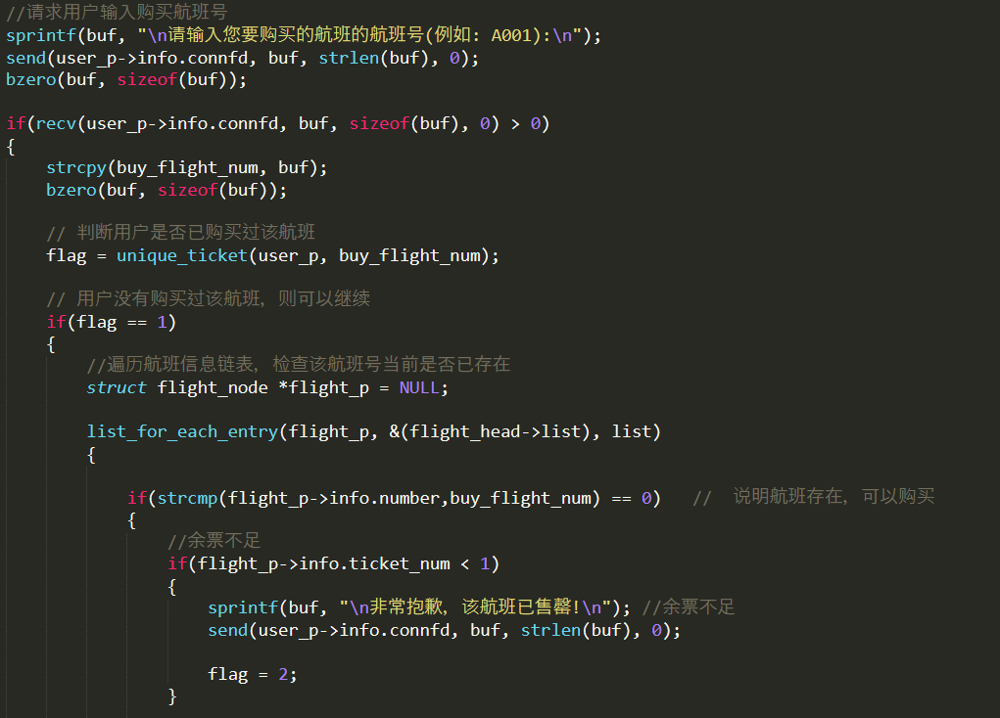 //请求用户输入购买航班号
sprintf(buf, "\n请输入您要购买的航班的航班号(例如: A001):\n");
send(user_p->info.connfd, buf, strlen(buf), 0);
bzero(buf, sizeof(buf));
if(recv(user_p->info.connfd, buf, sizeof(buf), 0) > 0)
{
strcpy(buy_flight_num, buf);
bzero(buf, sizeof(buf));
// 判断用户是否已购买过该航班
flag = unique_ticket(user_p, buy_flight_num);
// 用户没有购买过该航班, 则可以继续
if(flag == 1)
{
//遍历航班信息链表, 检查该航班号当前是否已存在
struct flight_node *flight_p = NULL;
list_for_each_entry(flight_p, &(flight_head->list), list)
{
if(strcmp(flight_p->info.number,buy_flight_num) == 0) // 说明航班存在, 可以购买
{
//余票不足
if(flight_p->info.ticket_num < 1)
{
sprintf(buf, "\n非常抱歉, 该航班已售罄!\n"); //余票不足
send(user_p->info.connfd, buf, strlen(buf), 0);
flag = 2;
}